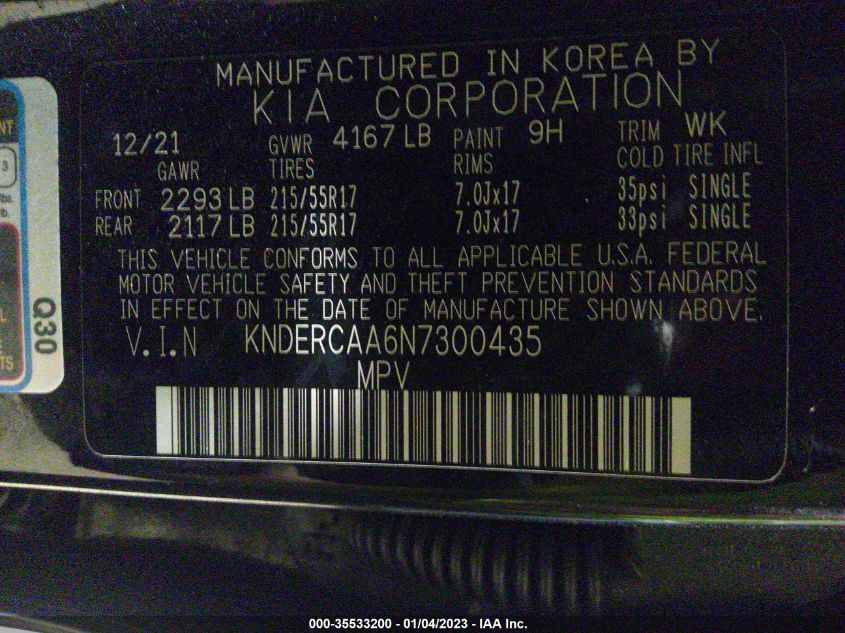 MANUFACTURED IN KOREA BY
KIA CORPORATION
12/21 GVWR 4167 LB PAINT 9H TRIM WK
GAWR TIRES RIMS COLD TIRE INFL
FRONT 2293 LB 215/55R17 7.0Jx17 35psi SINGLE
REAR 2117 LB 215/55R17 7.0Jx17 33psi SINGLE
THIS VEHICLE CONFORMS TO ALL APPLICABLE U.S.A. FEDERAL
MOTOR VEHICLE SAFETY AND THEFT PREVENTION STANDARDS
IN EFFECT ON THE DATE OF MANUFACTURE SHOWN ABOVE.
V.I.N KNDERCAA6N7300435
MPV
Q30
NT
3
L
E
TS
000-35533200 - 01/04/2023 - IAA Inc.